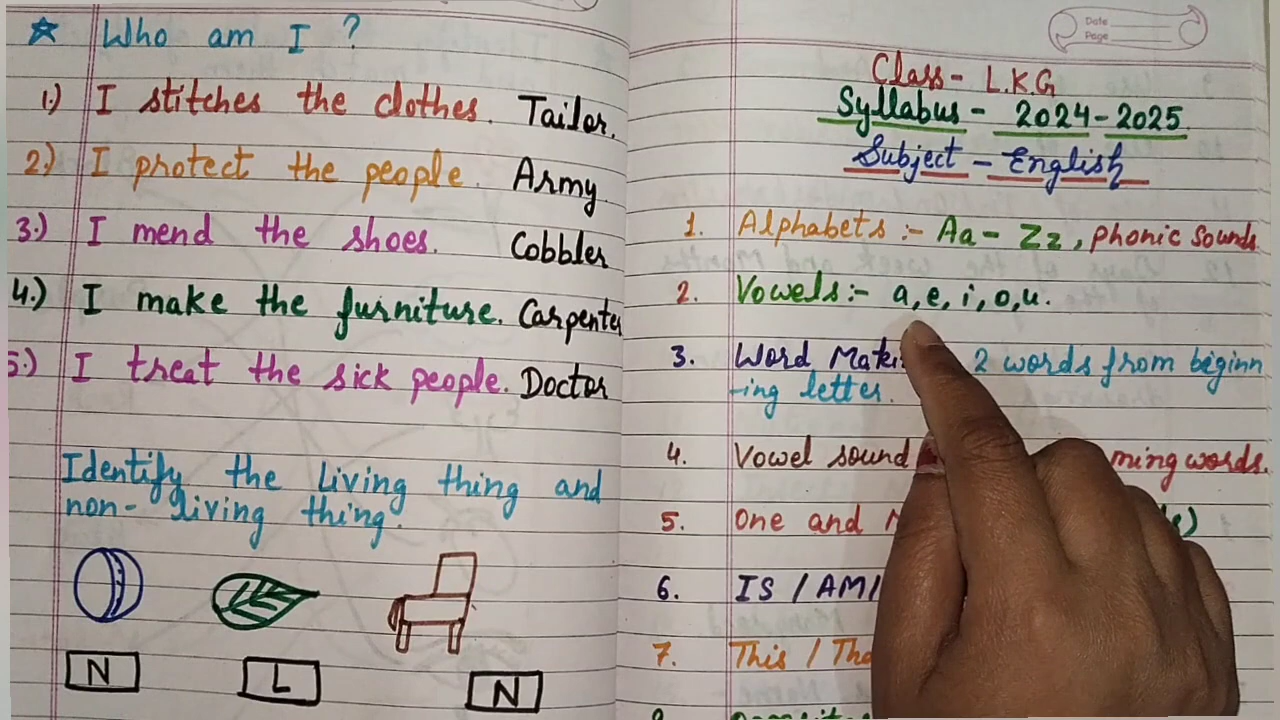 ☆ Who am I ?
1.) I stitches the clothes. Tailor.
2.) I protect the people. Army
3.) I mend the shoes. Cobbler
4.) I make the furniture. Carpenter
5.) I treat the sick people. Doctor
Identify the Living thing and
non- living thing.
N L N
Date
Page
Class- L.K.G
Syllabus - 2024-2025
Subject - English
1. Alphabets :- Aa - Zz, phonic sounds
2. Vowels :- a, e, i, o, u.
3. Word 2 words from beginn
-ing letter.
4. Vowel sound words.
5. One and
6. IS / AM /
7. This /